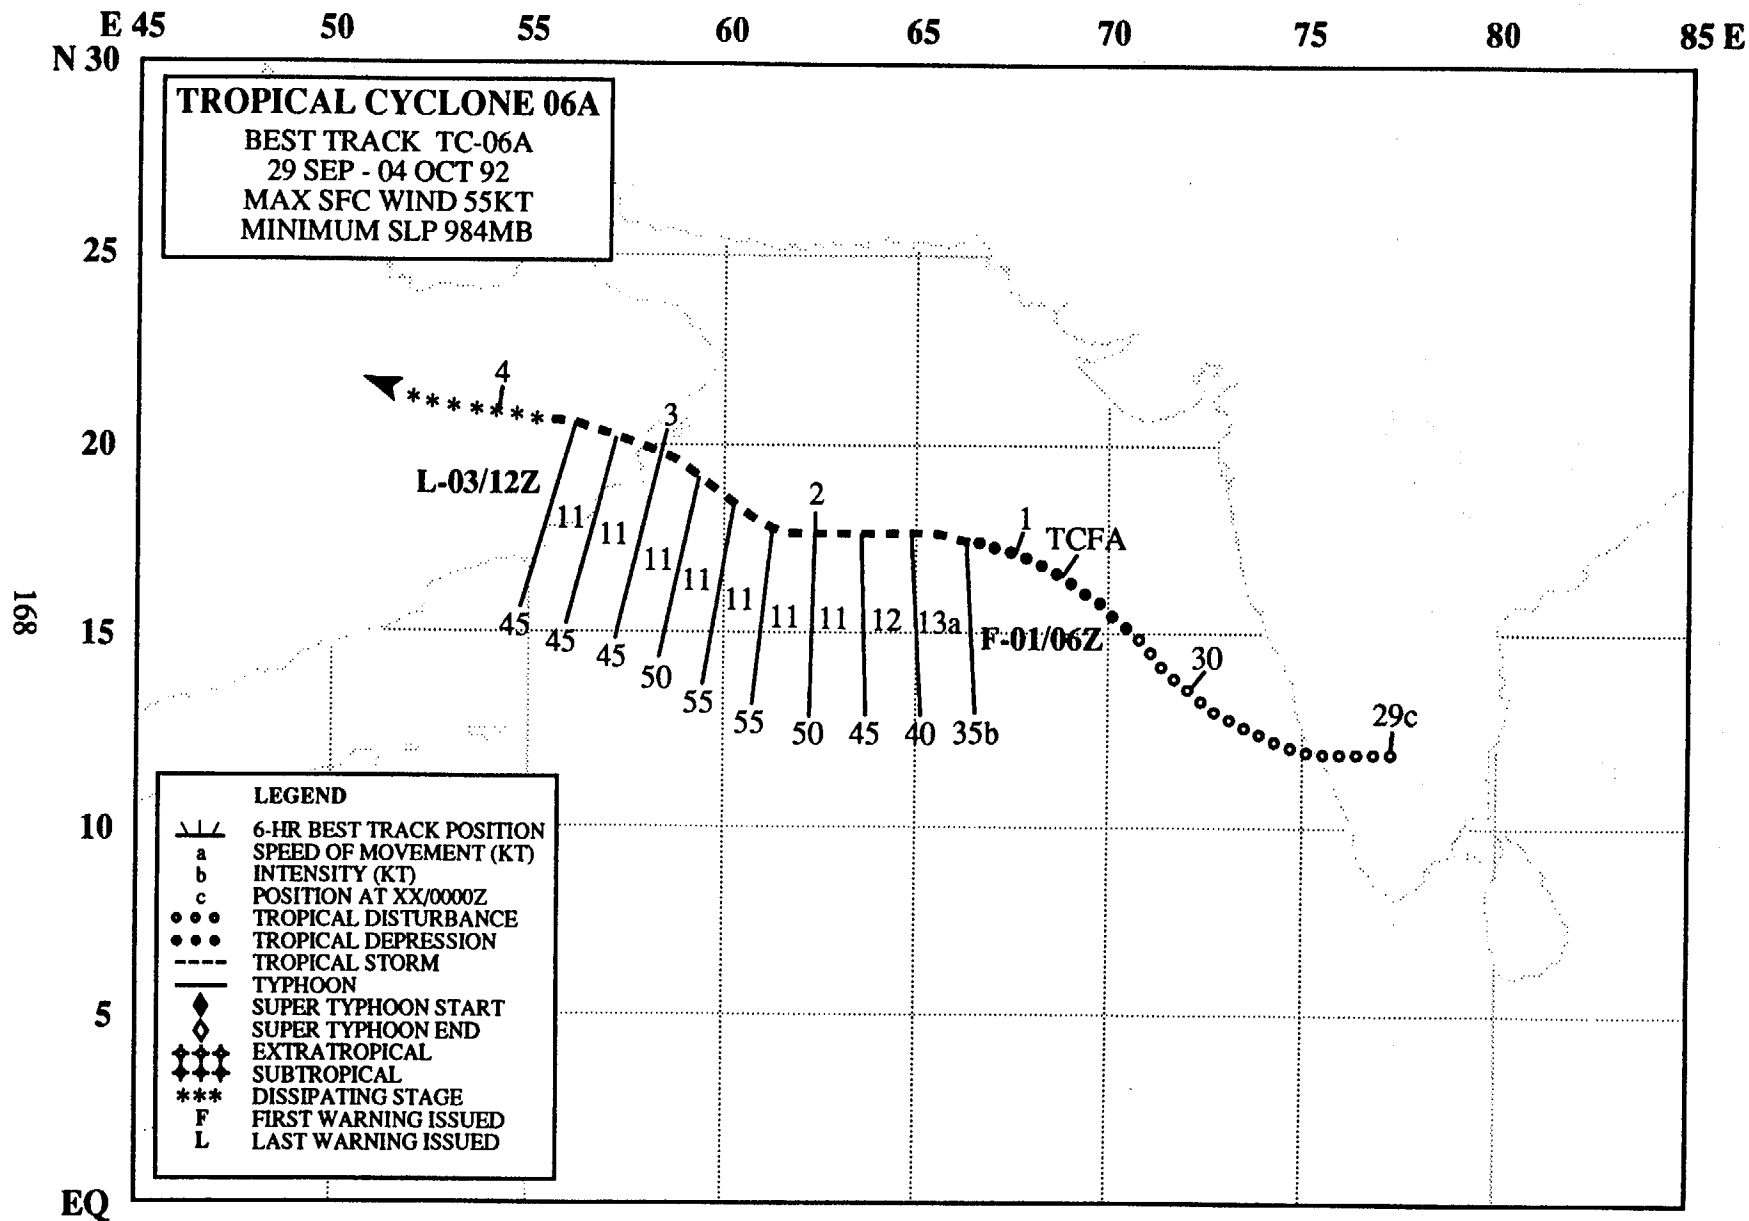 E 45 50 55 60 65 70 75 80 85 E
N 30
TROPICAL CYCLONE 06A
BEST TRACK TC-06A
29 SEP - 04 OCT 92
MAX SFC WIND 55KT
MINIMUM SLP 984MB
25
4
3
20
L-03/12Z
2
1
TCFA
11 11 11 11 11 11 11 12 13a
F-01/06Z
168
15
45 45 45 50 55 55 50 45 40 35b
30
29c
LEGEND
6-HR BEST TRACK POSITION
a SPEED OF MOVEMENT (KT)
b INTENSITY (KT)
c POSITION AT XX/0000Z
TROPICAL DISTURBANCE
TROPICAL DEPRESSION
TROPICAL STORM
TYPHOON
SUPER TYPHOON START
SUPER TYPHOON END
EXTRATROPICAL
SUBTROPICAL
*** DISSIPATING STAGE
F FIRST WARNING ISSUED
L LAST WARNING ISSUED
10
5
EQ